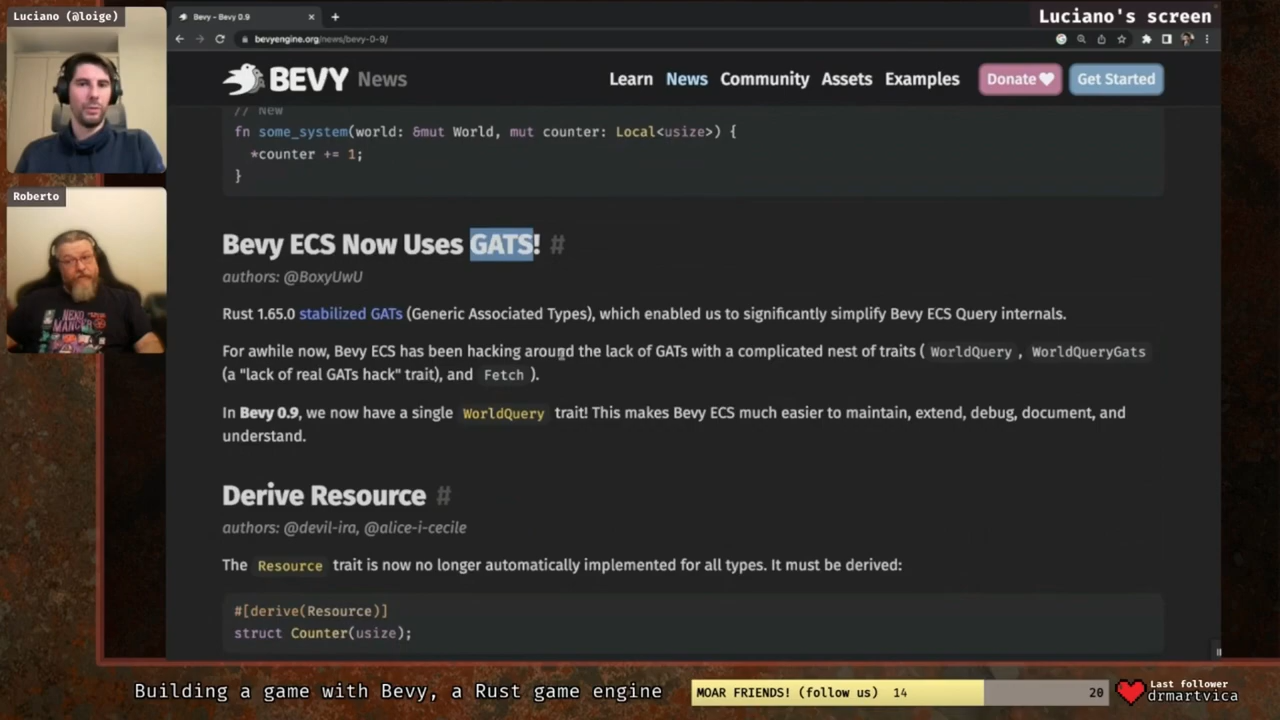 Luciano (@loige)
Roberto
Bevy - Bevy 0.9
Luciano's screen
bevyengine.org/news/bevy-0-9/
BEVY News
Learn News Community Assets Examples Donate Get Started
// New
fn some_system(world: &mut World, mut counter: Local<usize>) {
*counter += 1;
}
Bevy ECS Now Uses GATS! #
authors: @BoxyUwU
Rust 1.65.0 stabilized GATs (Generic Associated Types), which enabled us to significantly simplify Bevy ECS Query internals.
For awhile now, Bevy ECS has been hacking around the lack of GATs with a complicated nest of traits ( WorldQuery , WorldQueryGats
(a "lack of real GATs hack" trait), and Fetch ).
In Bevy 0.9, we now have a single WorldQuery trait! This makes Bevy ECS much easier to maintain, extend, debug, document, and
understand.
Derive Resource #
authors: @devil-ira, @alice-i-cecile
The Resource trait is now no longer automatically implemented for all types. It must be derived:
#[derive(Resource)]
struct Counter(usize);
Building a game with Bevy, a Rust game engine
MOAR FRIENDS! (follow us) 14 20
Last follower
drmartvica